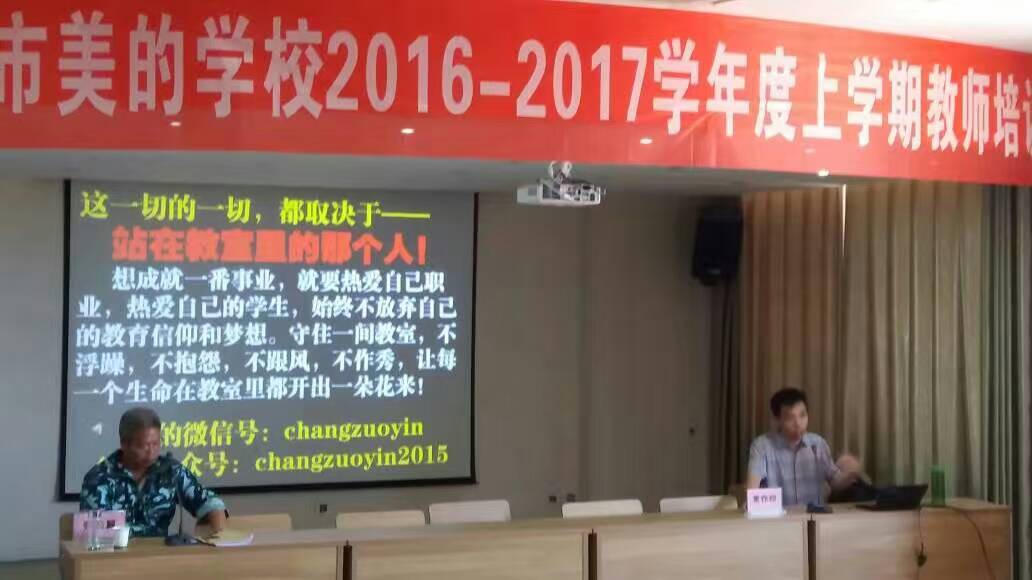 市美的学校2016-2017学年度上学期教师培训
这一切的一切，都取决于——
站在教室里的那个人！
想成就一番事业，就要热爱自己职
业，热爱自己的学生，始终不放弃自己
的教育信仰和梦想。守住一间教室，不
浮躁，不抱怨，不跟风，不作秀，让每
一个生命在教室里都开出一朵花来！
的微信号：changzuoyin
众号：changzuoyin2015
常作印